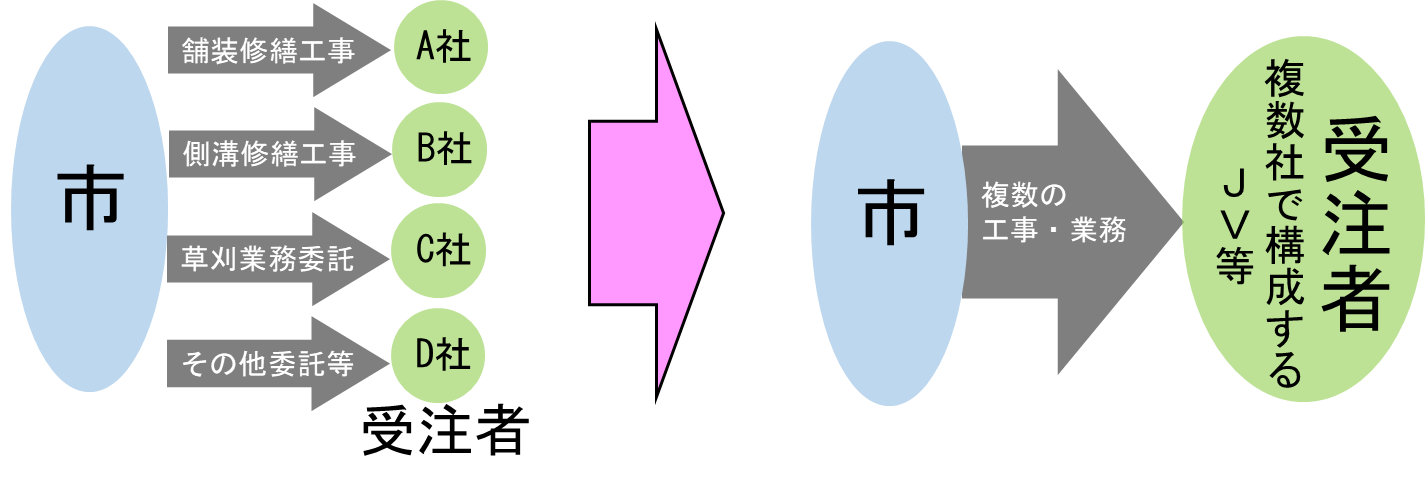 市
舗装修繕工事
A社
側溝修繕工事
B社
草刈業務委託
C社
その他委託等
D社
受注者
市
複数の
工事・業務
受注者
複数社で構成する
ＪＶ等